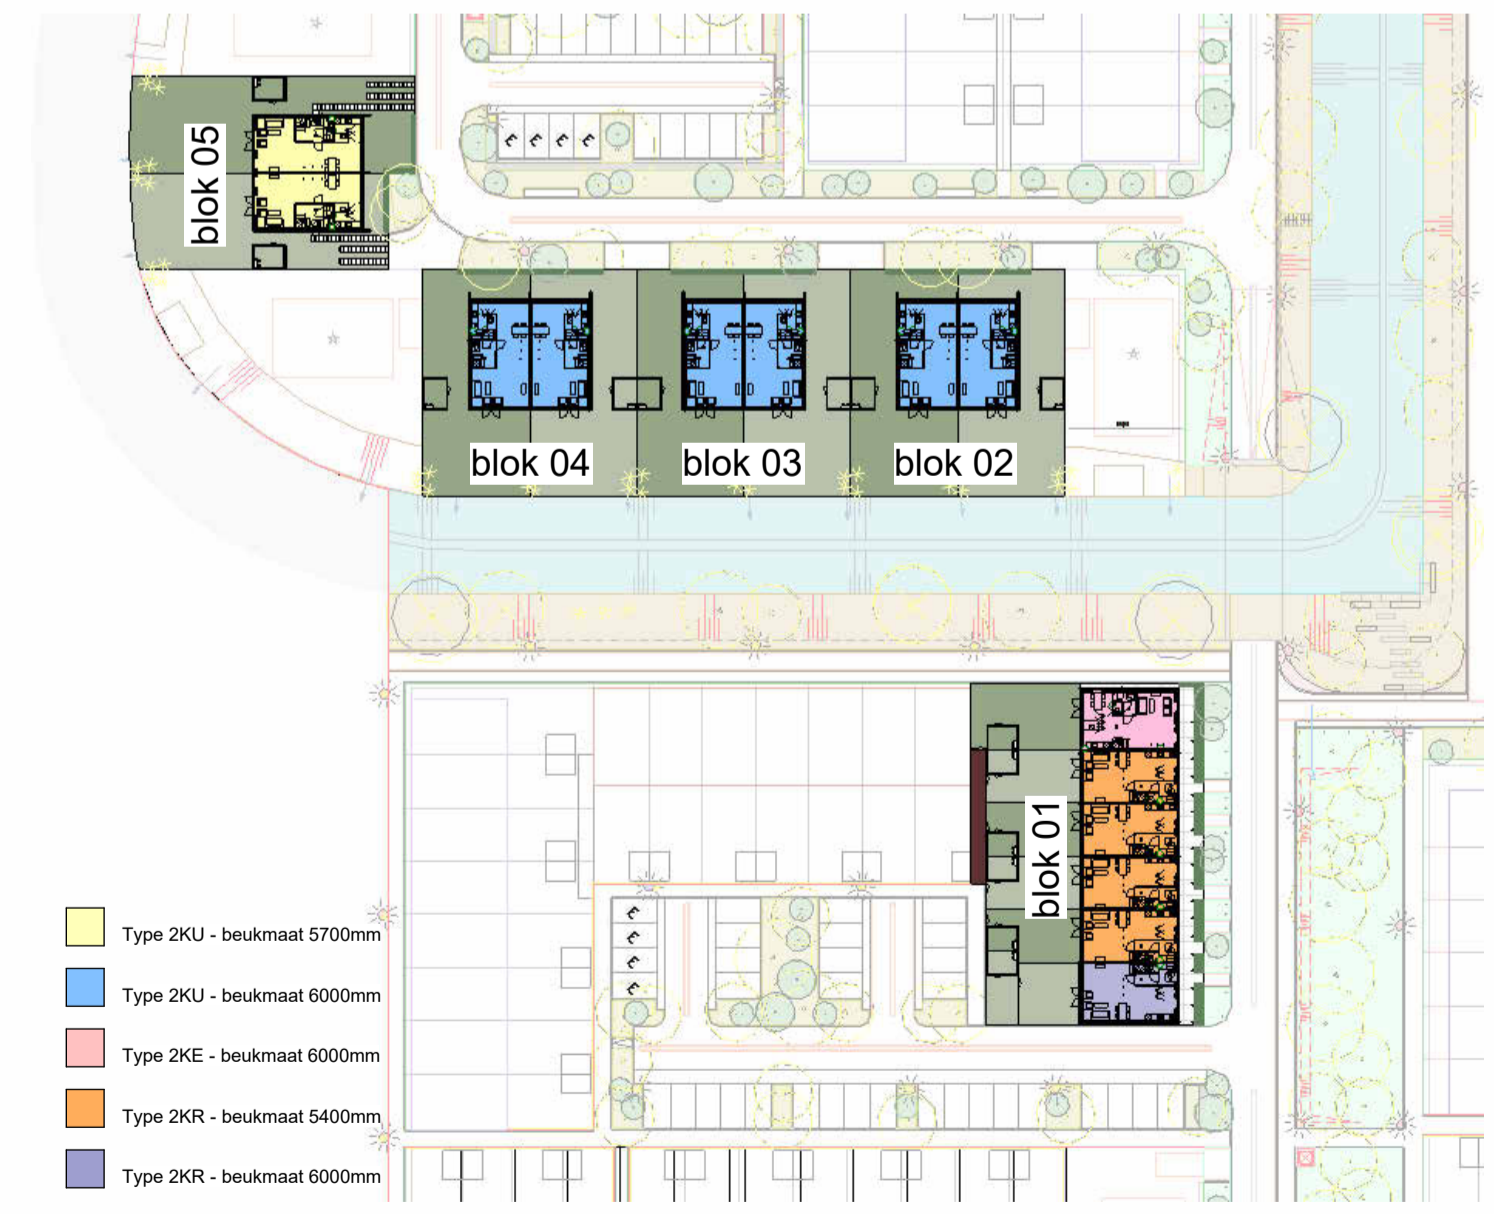 blok 05
blok 04
blok 03
blok 02
blok 01
Type 2KU - beukmaat 5700mm
Type 2KU - beukmaat 6000mm
Type 2KE - beukmaat 6000mm
Type 2KR - beukmaat 5400mm
Type 2KR - beukmaat 6000mm